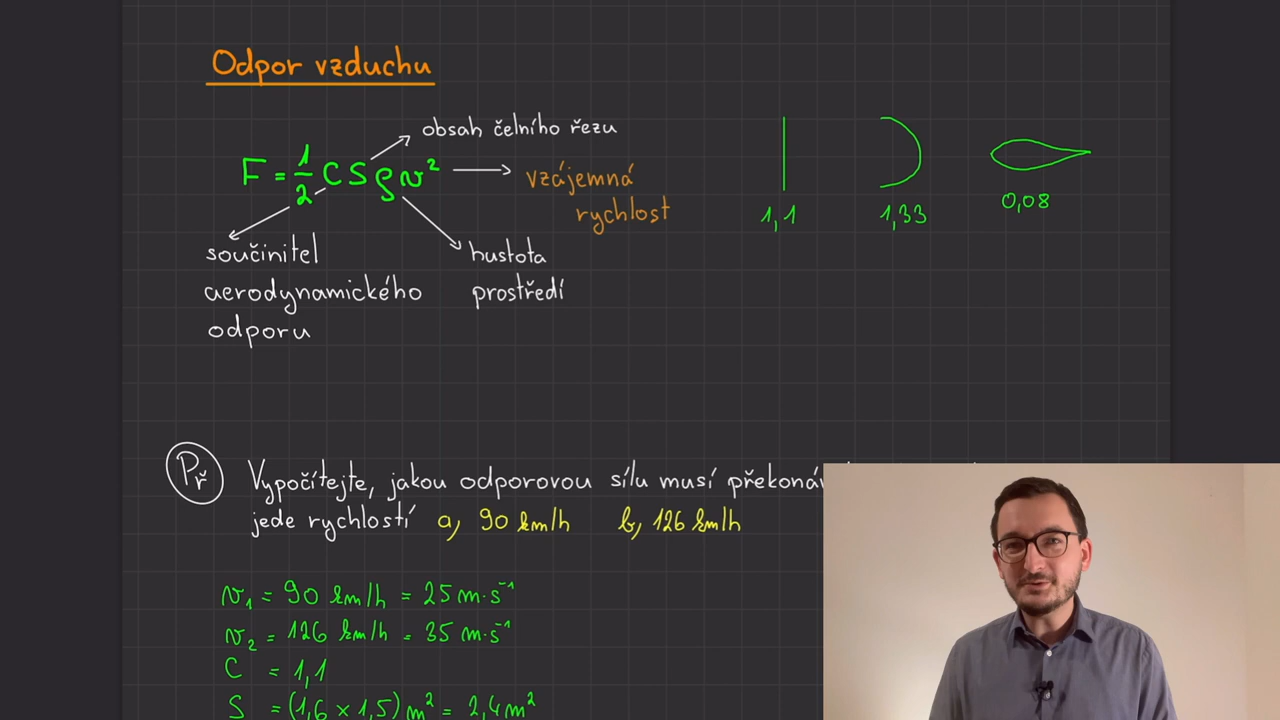 Odpor vzduchu
obsah čelního řezu
F = 1/2 C S ρ v²
vzájemná
rychlost
součinitel
aerodynamického
odporu
hustota
prostředí
1,1
1,33
0,08
Př
Vypočítejte, jakou odporovou sílu musí
jede rychlostí a, 90 km/h b, 126 km/h
v₁ = 90 km/h = 25 m·s⁻¹
v₂ = 126 km/h = 35 m·s⁻¹
C = 1,1
S = (1,6 × 1,5) m² = 2,4 m²